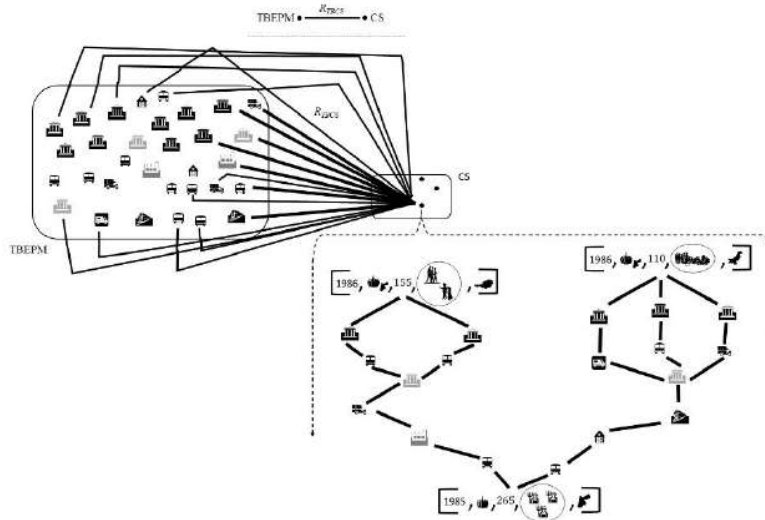 TBEPM R_TBCS CS
R_TBCS
CS
TBEPM
[1986, , 155, , ]
[1986, , 110, , ]
[1985, , 265, , ]